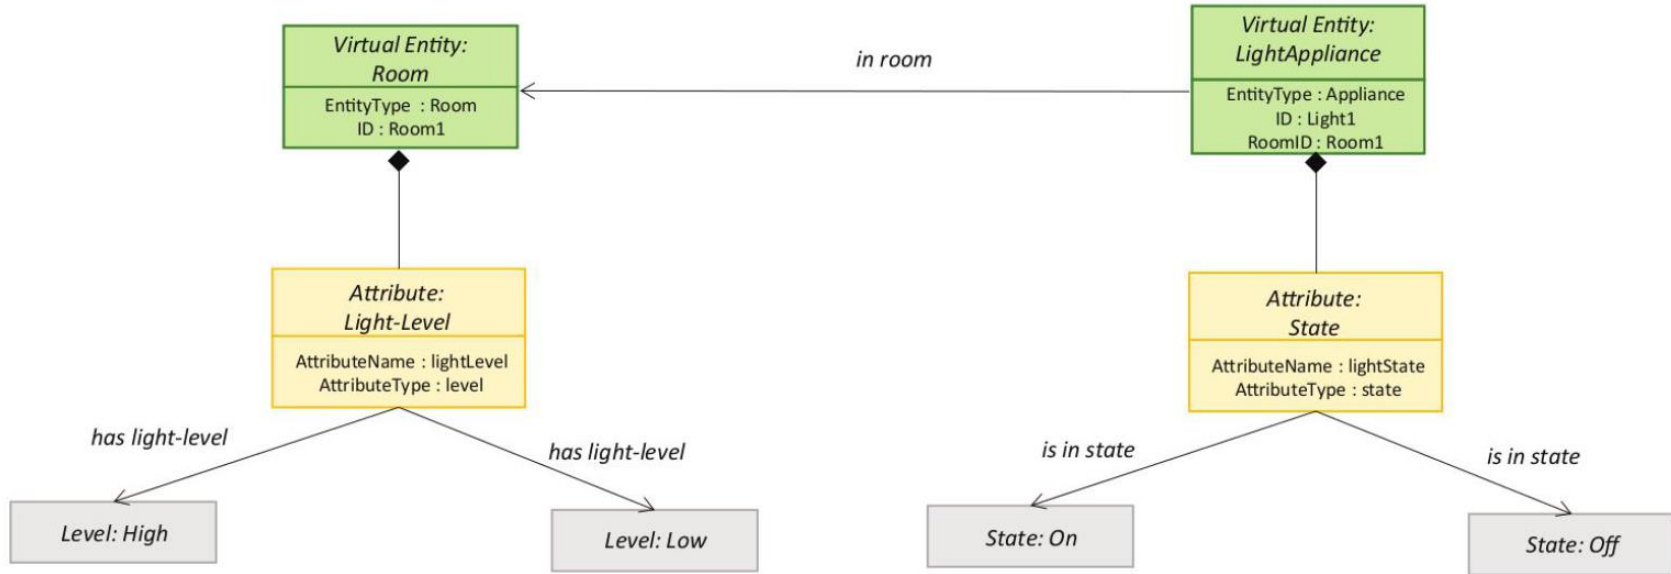 Virtual Entity:
Room
EntityType : Room
ID : Room1
in room
Virtual Entity:
LightAppliance
EntityType : Appliance
ID : Light1
RoomID : Room1
Attribute:
Light-Level
AttributeName : lightLevel
AttributeType : level
Attribute:
State
AttributeName : lightState
AttributeType : state
has light-level
has light-level
is in state
is in state
Level: High
Level: Low
State: On
State: Off